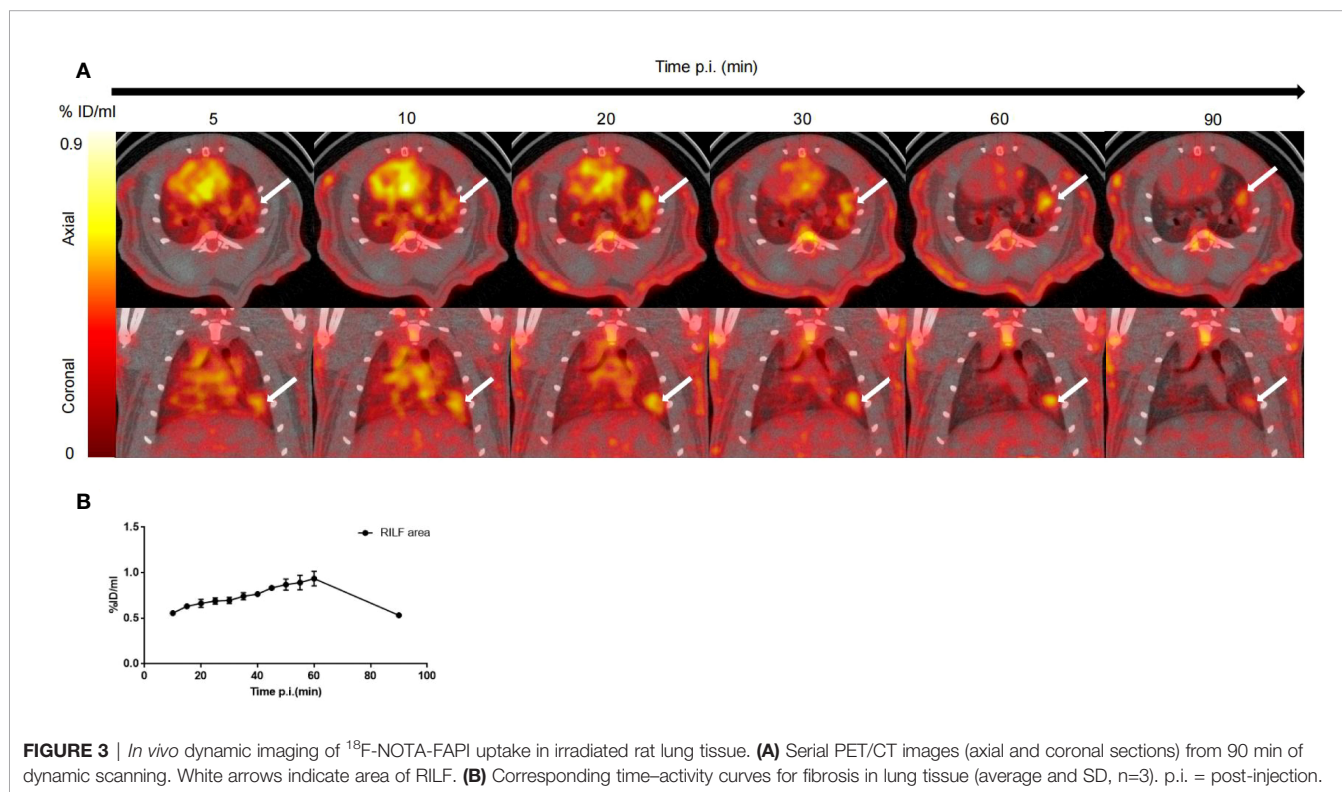 A
Time p.i. (min)
% ID/ml
5 10 20 30 60 90
0.9
Axial
Coronal
0
B
RILF area
1.5
1.0
0.5
0.0
%ID/ml
0 20 40 60 80 100
Time p.i.(min)
FIGURE 3 | In vivo dynamic imaging of ¹⁸F-NOTA-FAPI uptake in irradiated rat lung tissue. (A) Serial PET/CT images (axial and coronal sections) from 90 min of
dynamic scanning. White arrows indicate area of RILF. (B) Corresponding time–activity curves for fibrosis in lung tissue (average and SD, n=3). p.i. = post-injection.